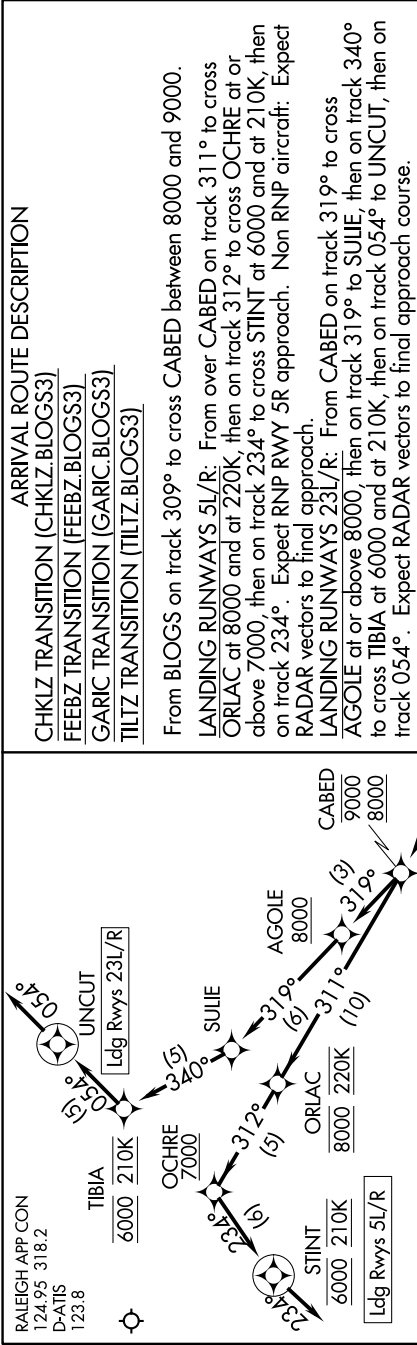 RALEIGH APP CON
124.95 318.2
D-ATIS
123.8
TIBIA
6000 210K
054°
(5)
054°
UNCUT
Ldg Rwys 23L/R
340°
(5)
SULIE
319°
(6)
AGOLE
8000
319°
(3)
CABED
9000
8000
311°
(10)
ORLAC
8000 220K
312°
(5)
OCHRE
7000
234°
(6)
STINT
6000 210K
234°
Ldg Rwys 5L/R
ARRIVAL ROUTE DESCRIPTION
CHKLZ TRANSITION (CHKLZ.BLOGS3)
FEEBZ TRANSITION (FEEBZ.BLOGS3)
GARIC TRANSITION (GARIC.BLOGS3)
TILTZ TRANSITION (TILTZ.BLOGS3)
From BLOGS on track 309° to cross CABED between 8000 and 9000.
LANDING RUNWAYS 5L/R: From over CABED on track 311° to cross
ORLAC at 8000 and at 220K, then on track 312° to cross OCHRE at or
above 7000, then on track 234° to cross STINT at 6000 and at 210K, then
on track 234°. Expect RNP RWY 5R approach. Non RNP aircraft: Expect
RADAR vectors to final approach.
LANDING RUNWAYS 23L/R: From CABED on track 319° to cross
AGOLE at or above 8000, then on track 319° to SULIE, then on track 340°
to cross TIBIA at 6000 and at 210K, then on track 054° to UNCUT, then on
track 054°. Expect RADAR vectors to final approach course.